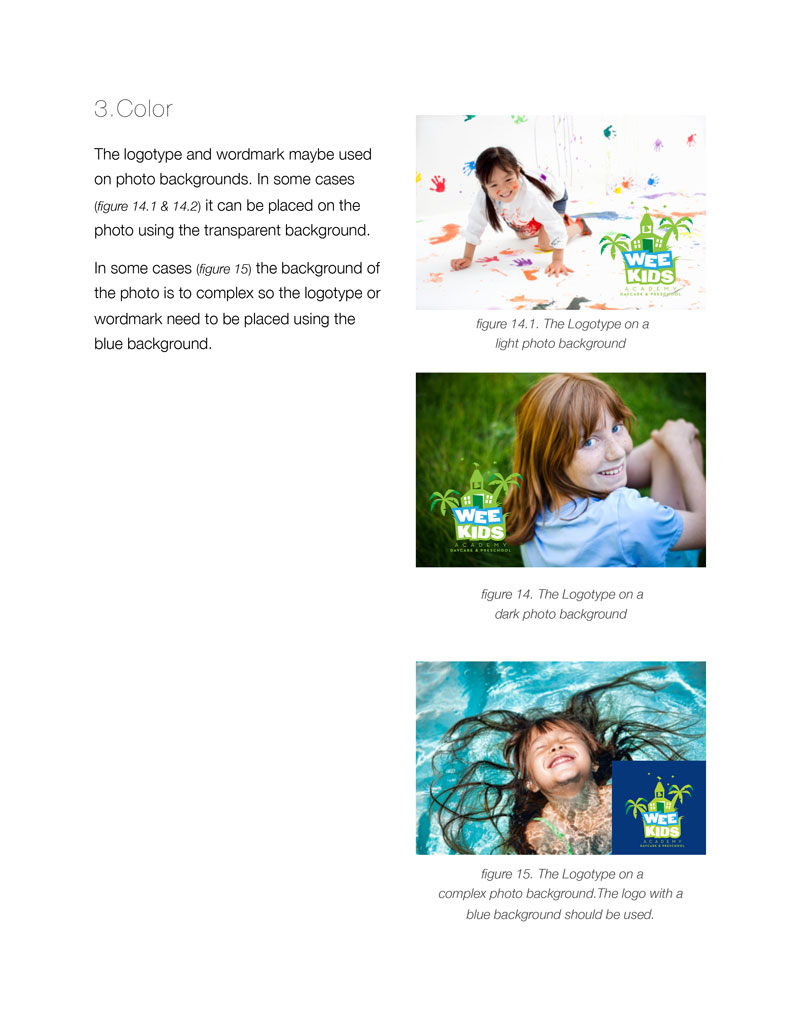 3.Color
The logotype and wordmark maybe used
on photo backgrounds. In some cases
(figure 14.1 & 14.2) it can be placed on the
photo using the transparent background.
In some cases (figure 15) the background of
the photo is to complex so the logotype or
wordmark need to be placed using the
blue background.
WEE
KIDS
ACADEMY
DAYCARE & PRESCHOOL
figure 14.1. The Logotype on a
light photo background
WEE
KIDS
ACADEMY
DAYCARE & PRESCHOOL
figure 14. The Logotype on a
dark photo background
WEE
KIDS
ACADEMY
DAYCARE & PRESCHOOL
figure 15. The Logotype on a
complex photo background.The logo with a
blue background should be used.